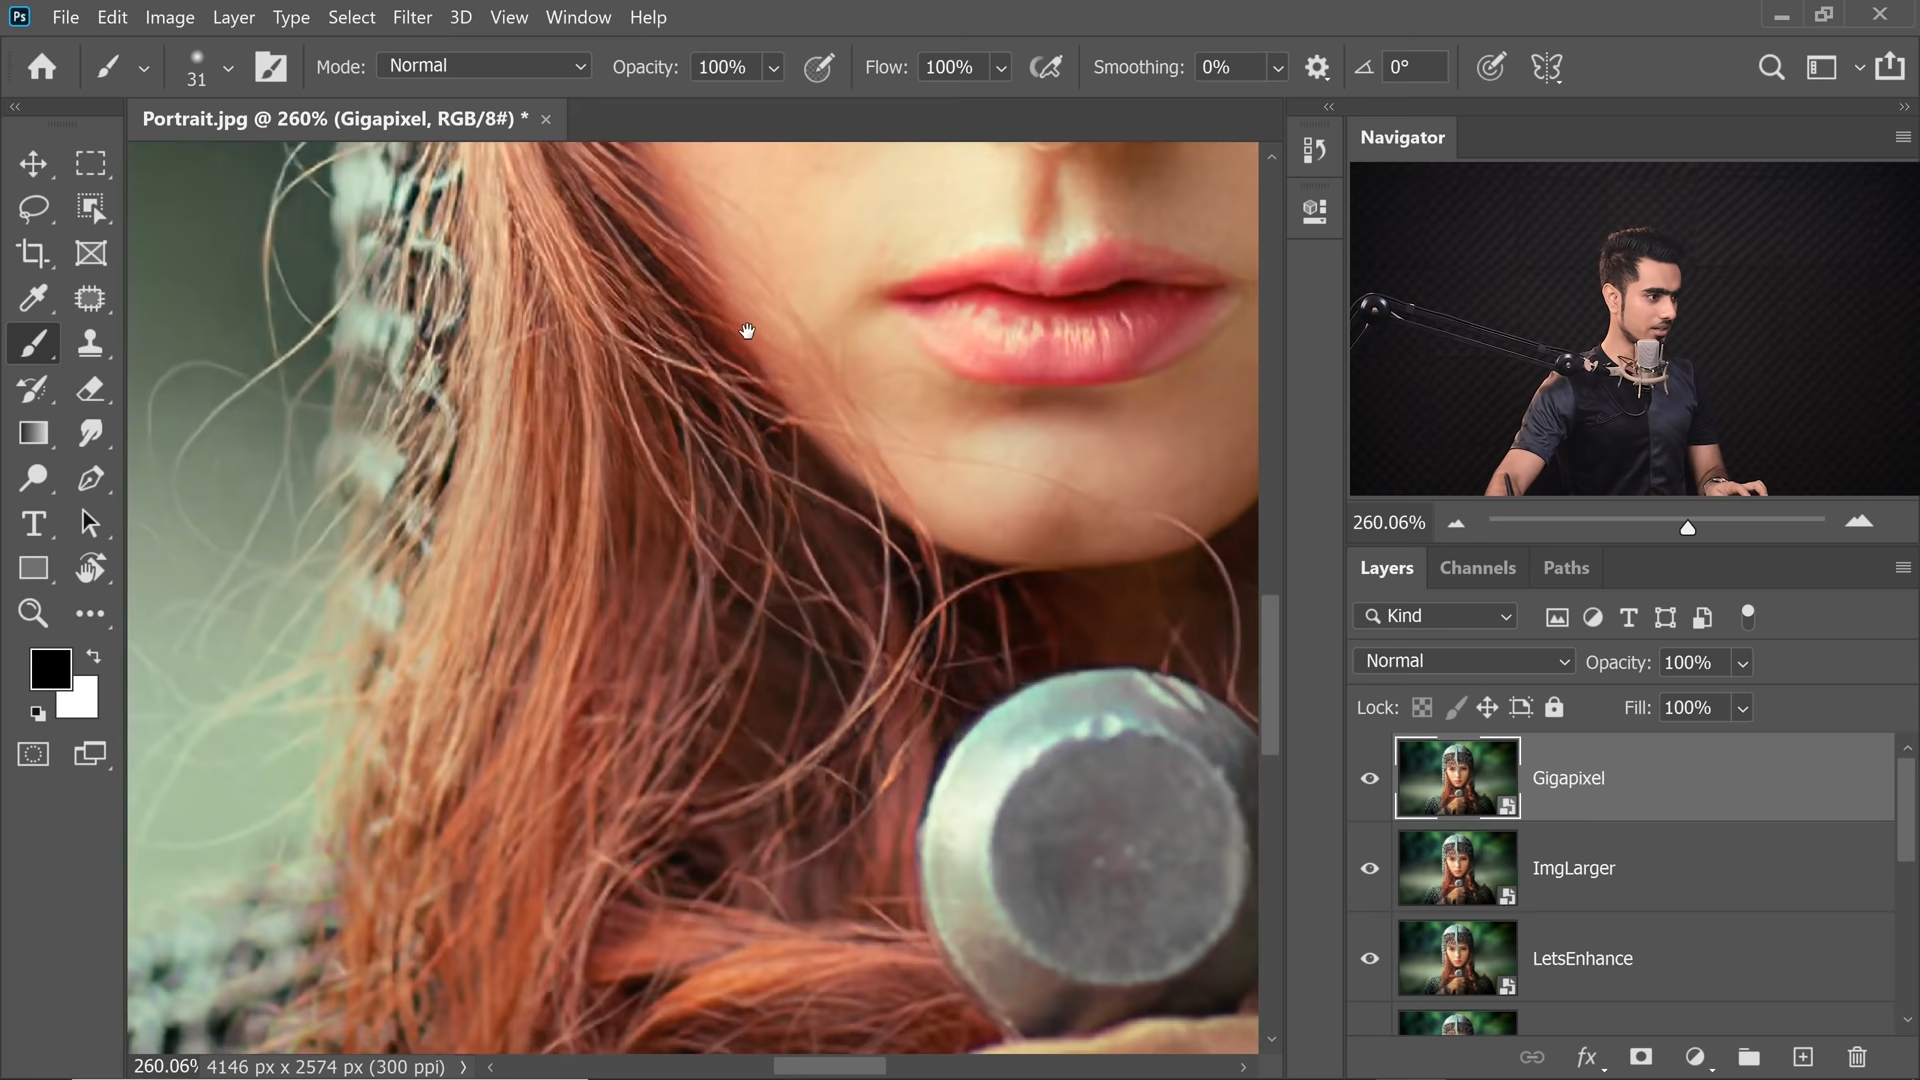 Ps File Edit Image Layer Type Select Filter 3D View Window Help
31 Mode: Normal Opacity: 100% Flow: 100% Smoothing: 0% 0°
Portrait.jpg @ 260% (Gigapixel, RGB/8#) * ×
Navigator
260.06%
Layers Channels Paths
Kind
Normal Opacity: 100%
Lock: Fill: 100%
Gigapixel
ImgLarger
LetsEnhance
260.06% 4146 px x 2574 px (300 ppi)
fx